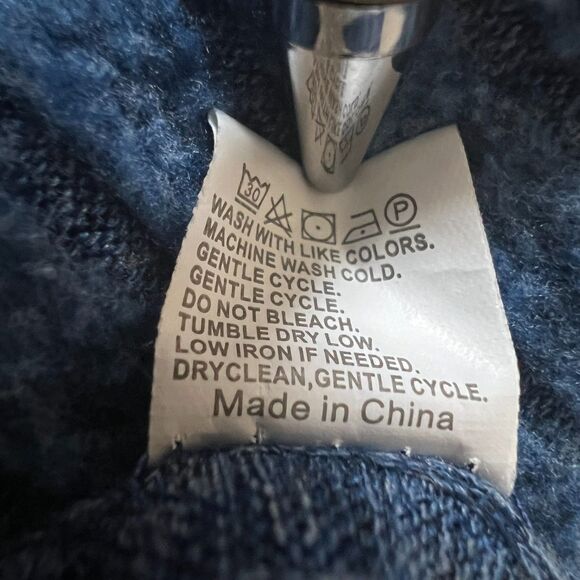 30 P
WASH WITH LIKE COLORS.
MACHINE WASH COLD.
GENTLE CYCLE.
GENTLE CYCLE.
DO NOT BLEACH.
TUMBLE DRY LOW.
LOW IRON IF NEEDED.
DRYCLEAN,GENTLE CYCLE.
Made in China